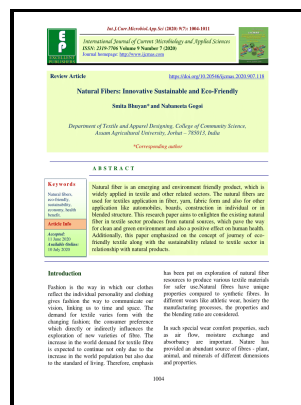 Int.J.Curr.Microbiol.App.Sci (2020) 9(7): 1004-1011
International Journal of Current Microbiology and Applied Sciences
ISSN: 2319-7706 Volume 9 Number 7 (2020)
Journal homepage: http://www.ijcmas.com
Review Article
https://doi.org/10.20546/ijcmas.2020.907.118
Natural Fibers: Innovative Sustainable and Eco-Friendly
Smita Bhuyan* and Nabaneeta Gogoi
Department of Textile and Apparel Designing, College of Community Science,
Assam Agricultural University, Jorhat – 785013, India
*Corresponding author
A B S T R A C T
Keywords
Natural fibers,
eco-friendly,
sustainability,
economy, health
benefit.
Article Info
Accepted:
11 June 2020
Available Online:
10 July 2020
Natural fiber is an emerging and environment friendly product, which is
widely applied in textile and other related sectors. The natural fibers are
used for textiles application in fiber, yarn, fabric form and also for other
application like automobiles, boards, construction in individual or in
blended structure. This research paper aims to enlighten the existing natural
fiber in textile sector products from natural sources, which pave the way
for clean and green environment and also a positive effect on human health.
Additionally, this paper emphasized on the concept of journey of eco-
friendly textile along with the sustainability related to textile sector in
relationship with natural products.
Introduction
Fashion is the way in which our clothes
reflect the individual personality and clothing
gives fashion the way to communicate our
vision, linking us to time and space. The
demand for textile varies form with the
changing fashion; the consumer preference
which directly or indirectly influences the
exploration of new varieties of fibre. The
increase in the world demand for textile fibre
is expected to continue not only due to the
increase in the world population but also due
to the standard of living. Therefore, emphasis
has been put on exploration of natural fiber
resources to produce various textile materials
for safer use.Natural fibres have unique
properties compared to synthetic fibres. In
different wears like athletic wear, hosiery the
manufacturing processes, the properties and
the blending ratio are considered.
In such special wear comfort properties, such
as air flow, moisture exchange and
absorbancy are important. Nature have
provided an abundant source of fibers - plant,
animal, and minerals of different dimensions
and properties.
1004